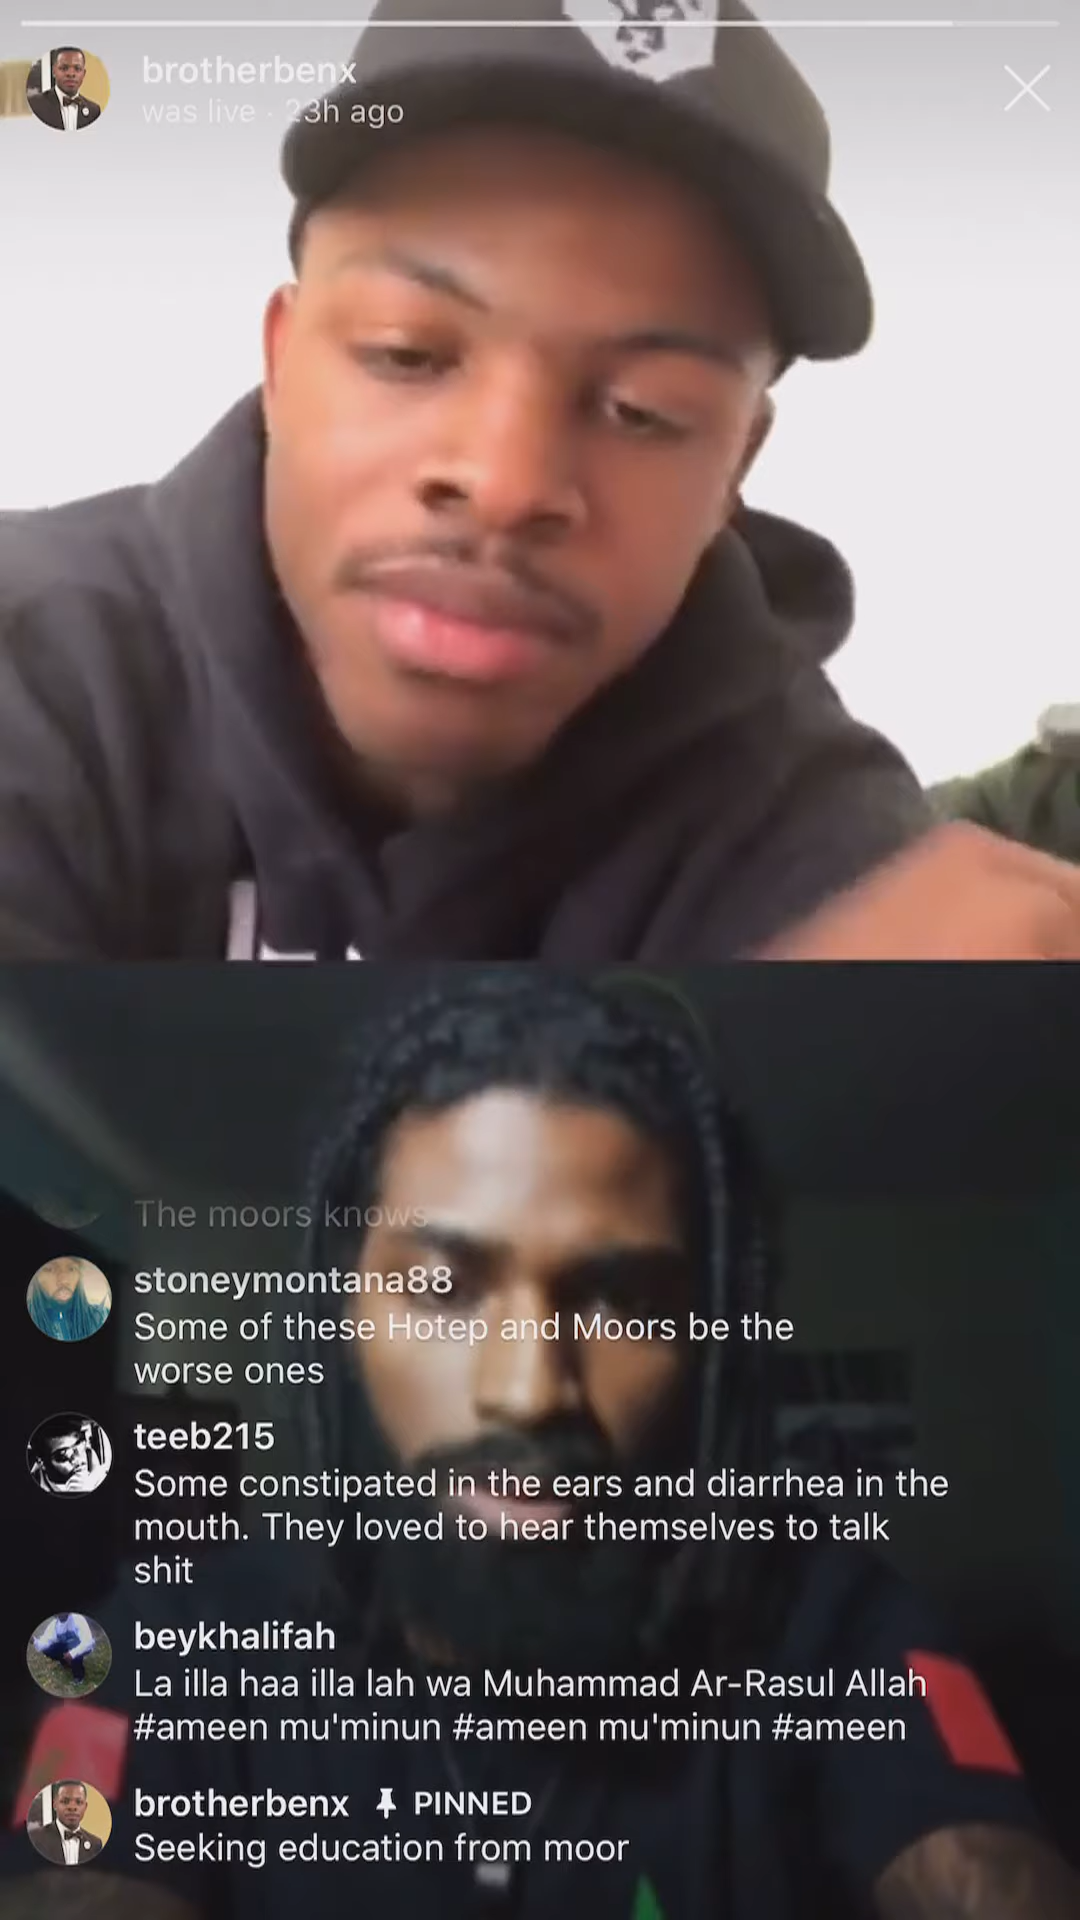 brotherbenx
was live · 23h ago
The moors knows
stoneymontana88
Some of these Hotep and Moors be the
worse ones
teeb215
Some constipated in the ears and diarrhea in the
mouth. They loved to hear themselves to talk
shit
beykhalifah
La illa haa illa lah wa Muhammad Ar-Rasul Allah
#ameen mu'minun #ameen mu'minun #ameen
brotherbenx PINNED
Seeking education from moor